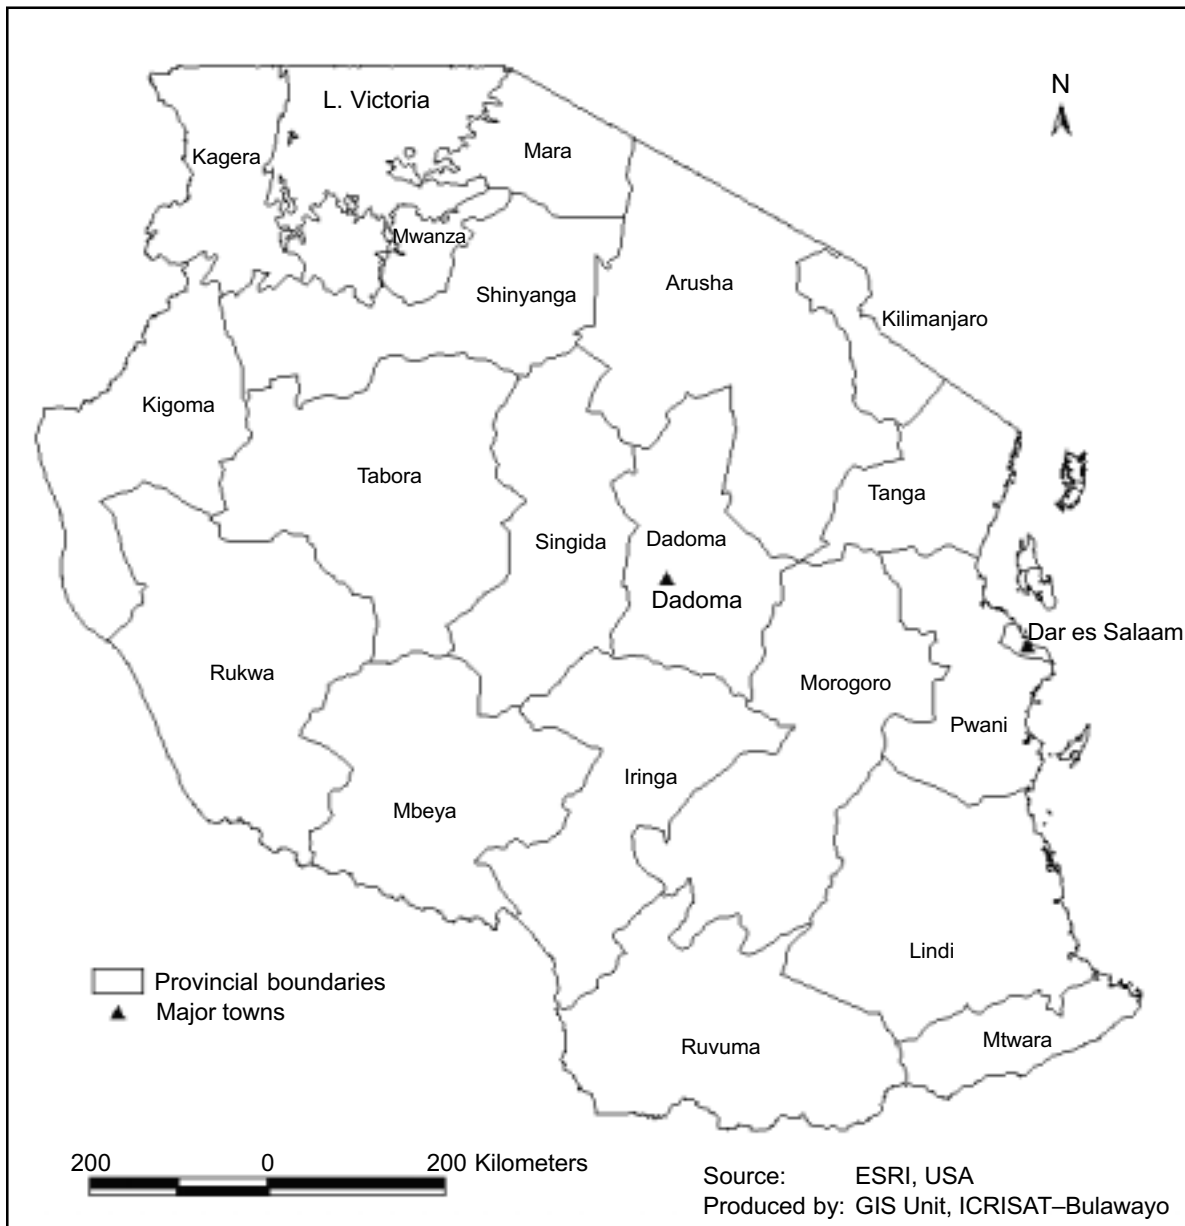 N
L. Victoria
Mara
Kagera
Mwanza
Shinyanga
Arusha
Kilimanjaro
Kigoma
Tabora
Tanga
Singida
Dadoma
Dadoma
Dar es Salaam
Rukwa
Morogoro
Pwani
Iringa
Mbeya
Lindi
Provincial boundaries
Major towns
Ruvuma
Mtwara
200 0 200 Kilometers
Source: ESRI, USA
Produced by: GIS Unit, ICRISAT–Bulawayo